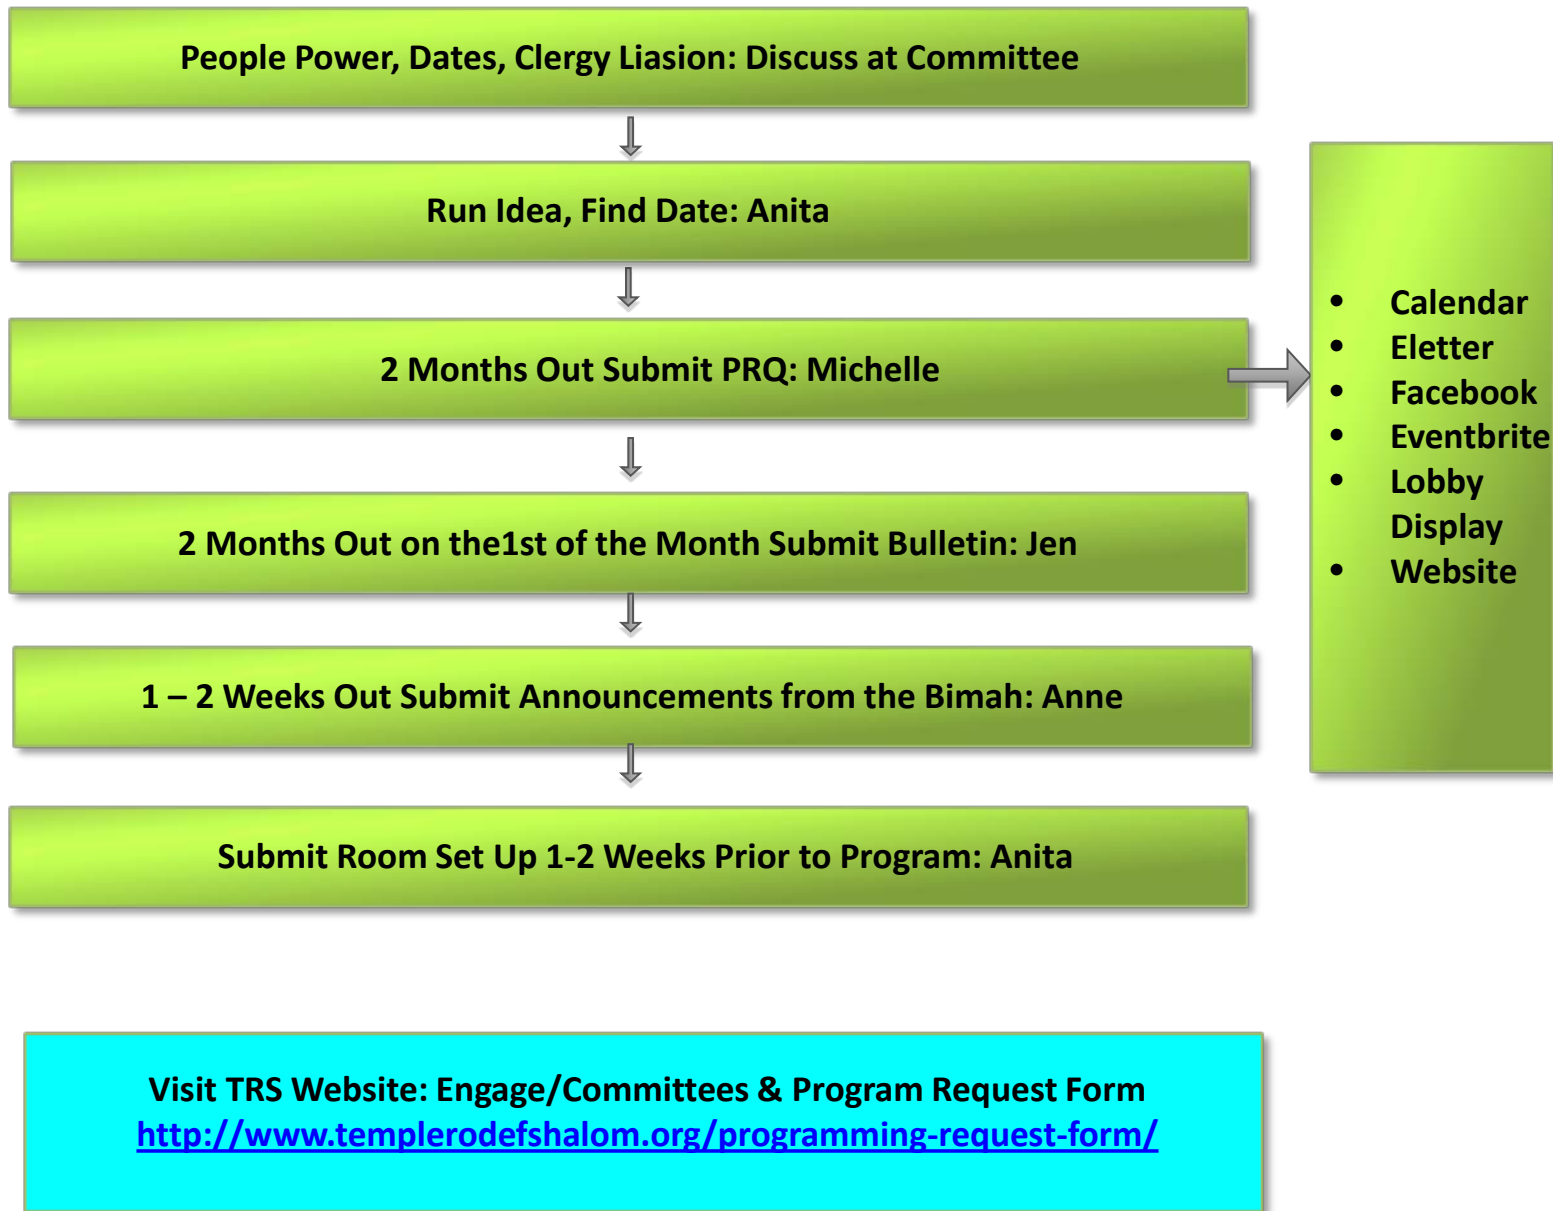 People Power, Dates, Clergy Liasion: Discuss at Committee
Run Idea, Find Date: Anita
2 Months Out Submit PRQ: Michelle
2 Months Out on the1st of the Month Submit Bulletin: Jen
1 – 2 Weeks Out Submit Announcements from the Bimah: Anne
Submit Room Set Up 1-2 Weeks Prior to Program: Anita
• Calendar
• Eletter
• Facebook
• Eventbrite
• Lobby
Display
• Website
Visit TRS Website: Engage/Committees & Program Request Form
http://www.templerodefshalom.org/programming-request-form/